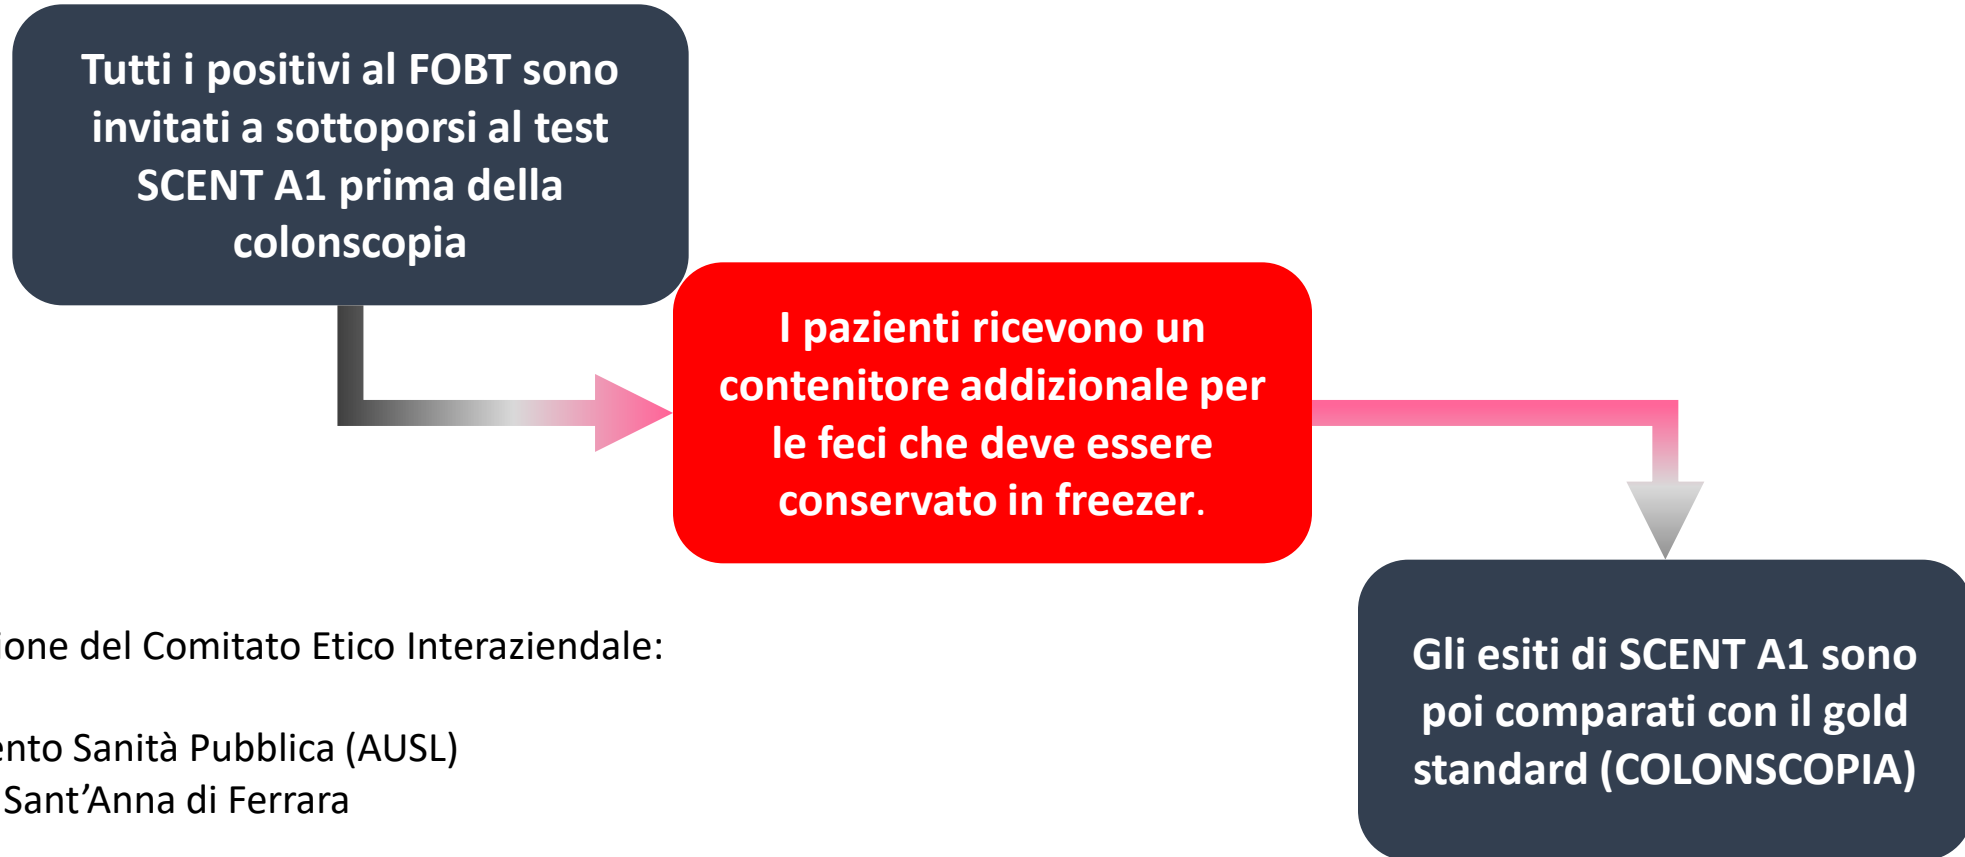 Tutti i positivi al FOBT sono
invitati a sottoporsi al test
SCENT A1 prima della
colonscopia
I pazienti ricevono un
contenitore addizionale per
le feci che deve essere
conservato in freezer.
Gli esiti di SCENT A1 sono
poi comparati con il gold
standard (COLONSCOPIA)
ione del Comitato Etico Interaziendale:
ento Sanità Pubblica (AUSL)
Sant’Anna di Ferrara